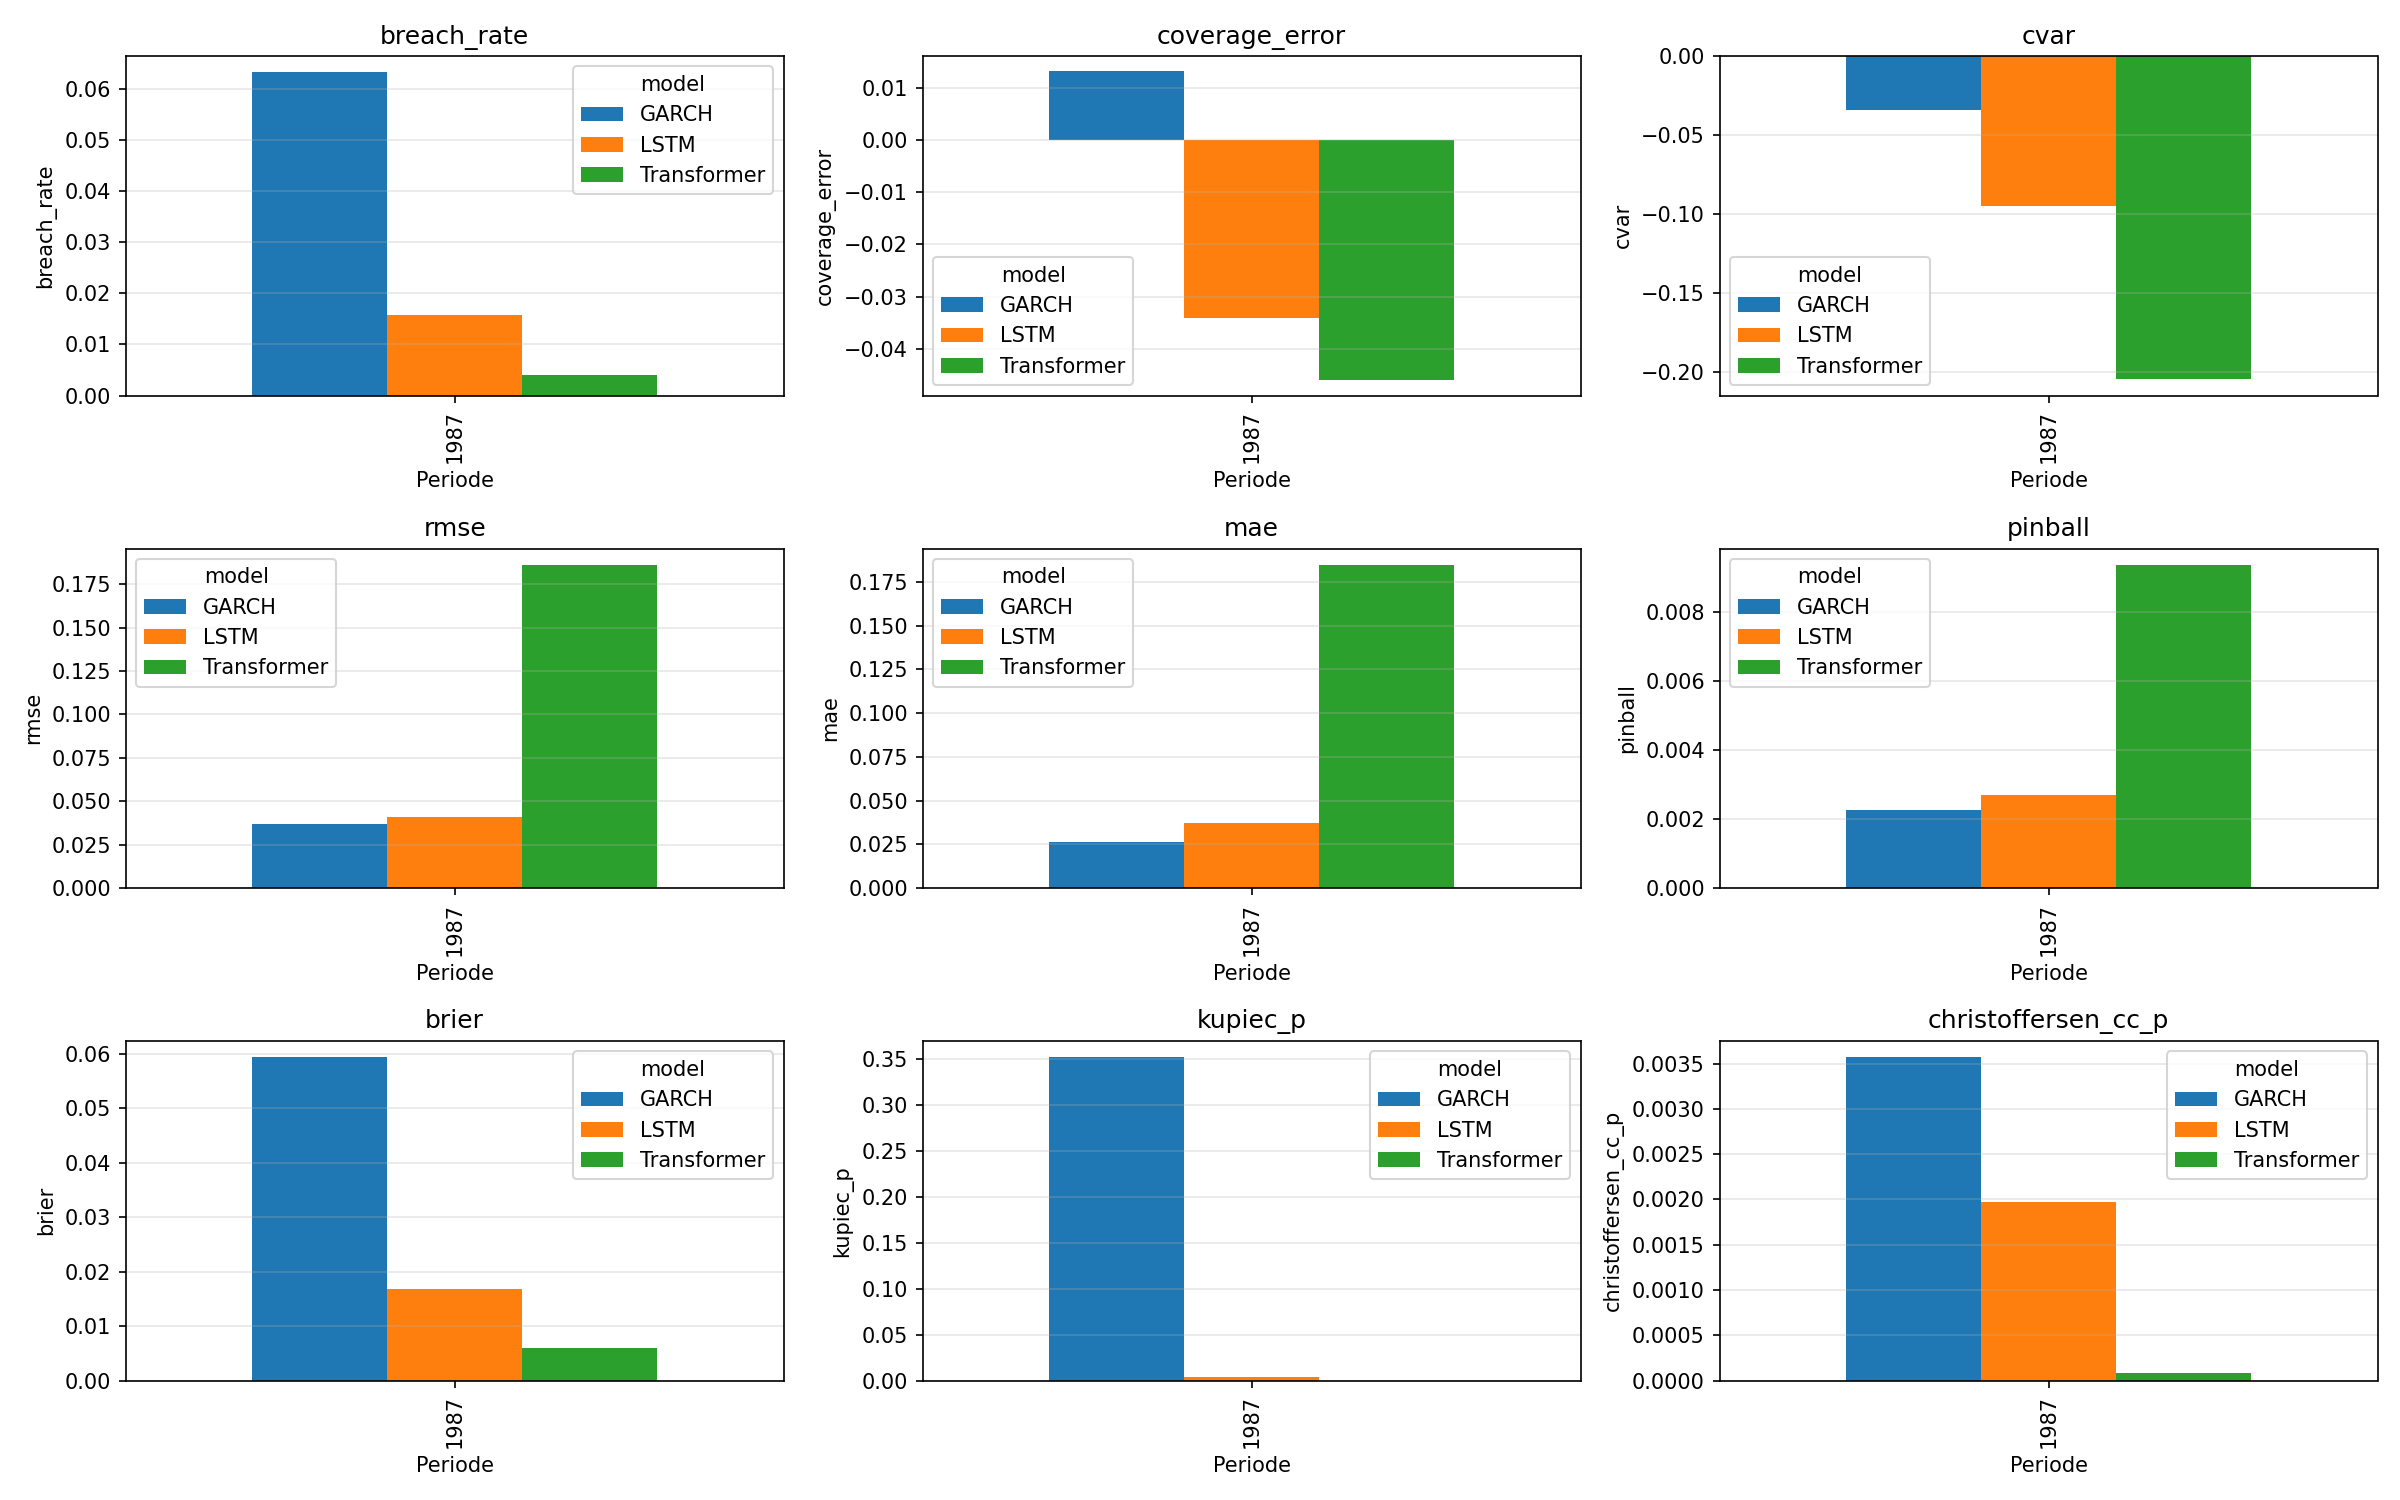 breach_rate
breach_rate
0.06
0.05
0.04
0.03
0.02
0.01
0.00
model
GARCH
LSTM
Transformer
1987
Periode
coverage_error
coverage_error
0.01
0.00
−0.01
−0.02
−0.03
−0.04
model
GARCH
LSTM
Transformer
1987
Periode
cvar
cvar
0.00
−0.05
−0.10
−0.15
−0.20
model
GARCH
LSTM
Transformer
1987
Periode
rmse
rmse
0.175
0.150
0.125
0.100
0.075
0.050
0.025
0.000
model
GARCH
LSTM
Transformer
1987
Periode
mae
mae
0.175
0.150
0.125
0.100
0.075
0.050
0.025
0.000
model
GARCH
LSTM
Transformer
1987
Periode
pinball
pinball
0.008
0.006
0.004
0.002
0.000
model
GARCH
LSTM
Transformer
1987
Periode
brier
brier
0.06
0.05
0.04
0.03
0.02
0.01
0.00
model
GARCH
LSTM
Transformer
1987
Periode
kupiec_p
kupiec_p
0.35
0.30
0.25
0.20
0.15
0.10
0.05
0.00
model
GARCH
LSTM
Transformer
1987
Periode
christoffersen_cc_p
christoffersen_cc_p
0.0035
0.0030
0.0025
0.0020
0.0015
0.0010
0.0005
0.0000
model
GARCH
LSTM
Transformer
1987
Periode